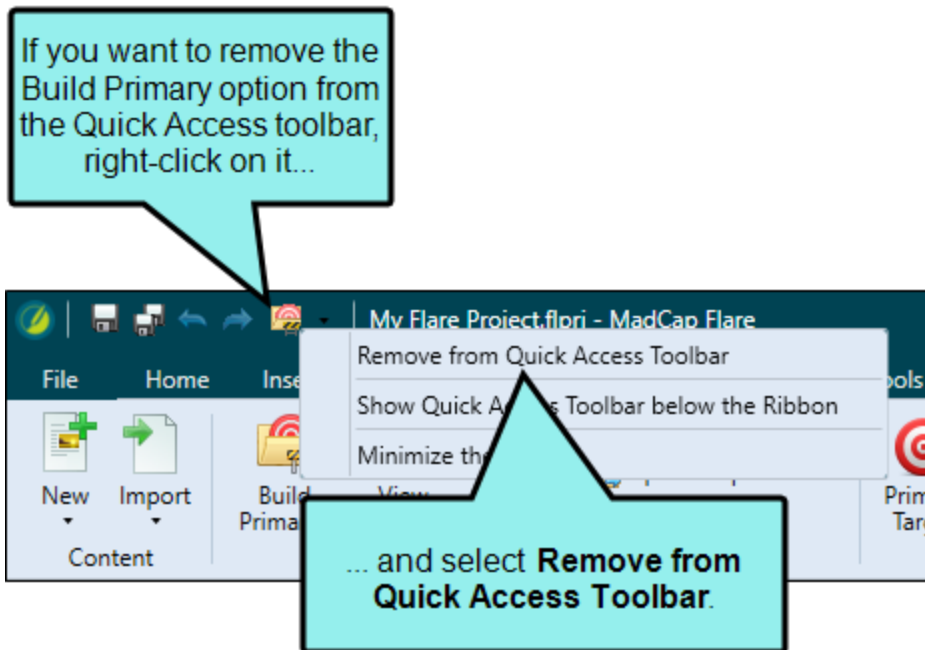 If you want to remove the
Build Primary option from
the Quick Access toolbar,
right-click on it...
My Flare Project.flprj - MadCap Flare
Remove from Quick Access Toolbar
File Home
Show Quick Toolbar below the Ribbon
Minimize
New Import Build
Content
... and select Remove from
Quick Access Toolbar.